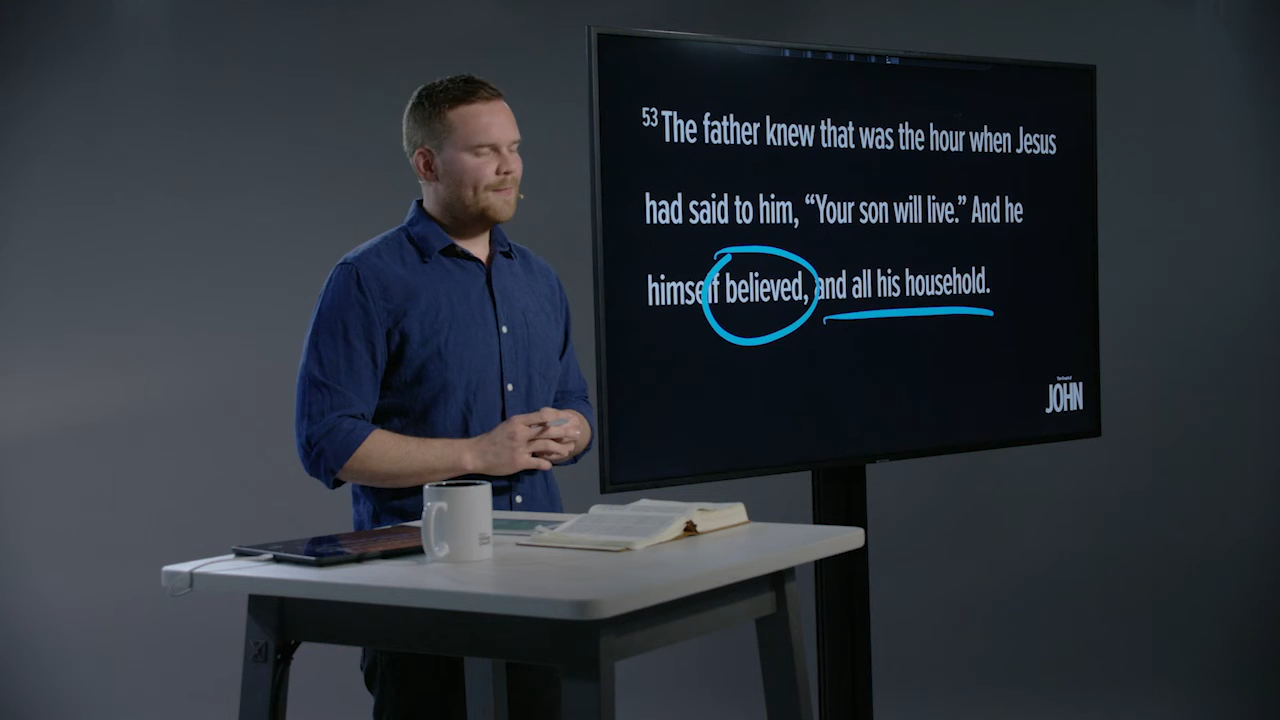 53 The father knew that was the hour when Jesus
had said to him, “Your son will live.” And he
himself believed, and all his household.
JOHN